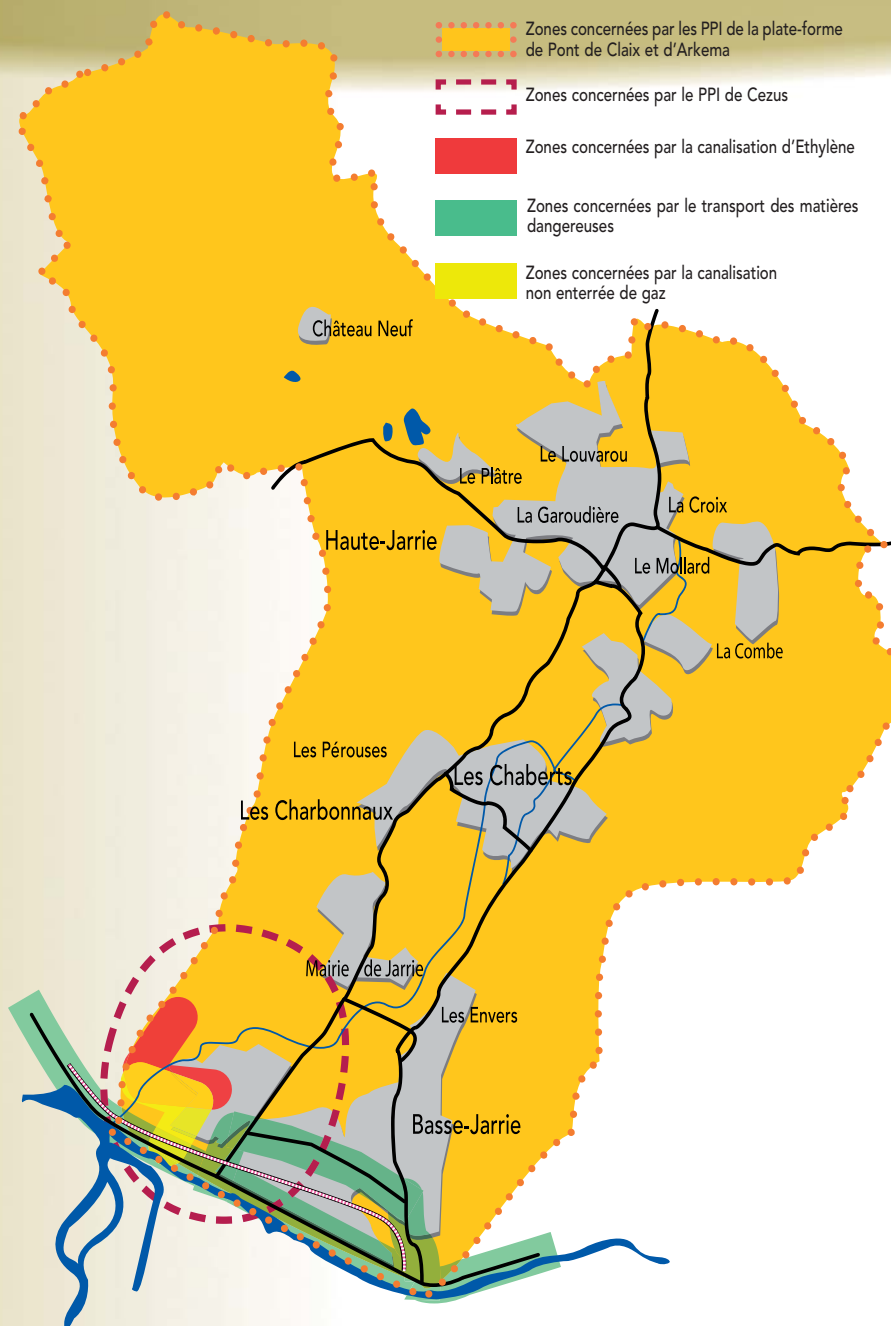 Zones concernées par les PPI de la plate-forme
de Pont de Claix et d'Arkema
Zones concernées par le PPI de Cezus
Zones concernées par la canalisation d'Ethylène
Zones concernées par le transport des matières
dangereuses
Zones concernées par la canalisation
non enterrée de gaz
Château Neuf
Le Louvarou
Le Plâtre
La Croix
La Garoudière
Haute-Jarrie
Le Mollard
La Combe
Les Pérouses
Les Chaberts
Les Charbonnaux
Mairie de Jarrie
Les Envers
Basse-Jarrie